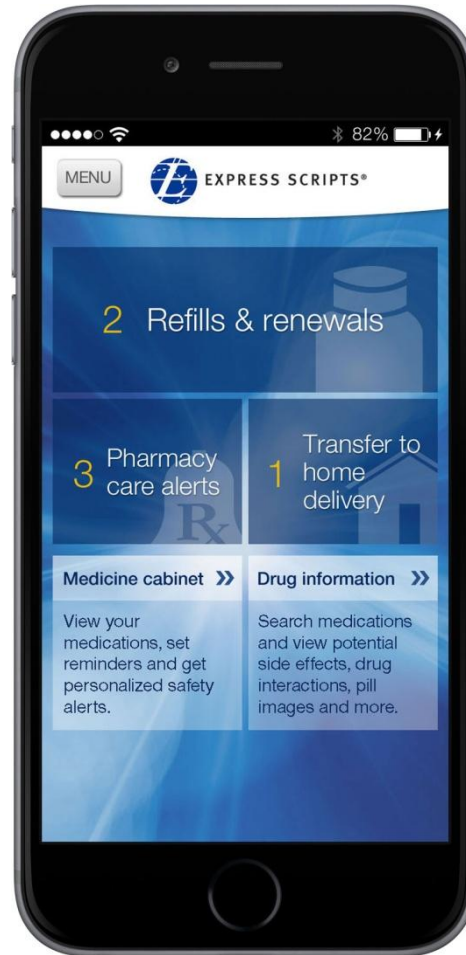 82%
MENU
EXPRESS SCRIPTS®
2 Refills & renewals
3 Pharmacy
care alerts
1 Transfer to
home
delivery
Rx
Medicine cabinet »
View your
medications, set
reminders and get
personalized safety
alerts.
Drug information »
Search medications
and view potential
side effects, drug
interactions, pill
images and more.